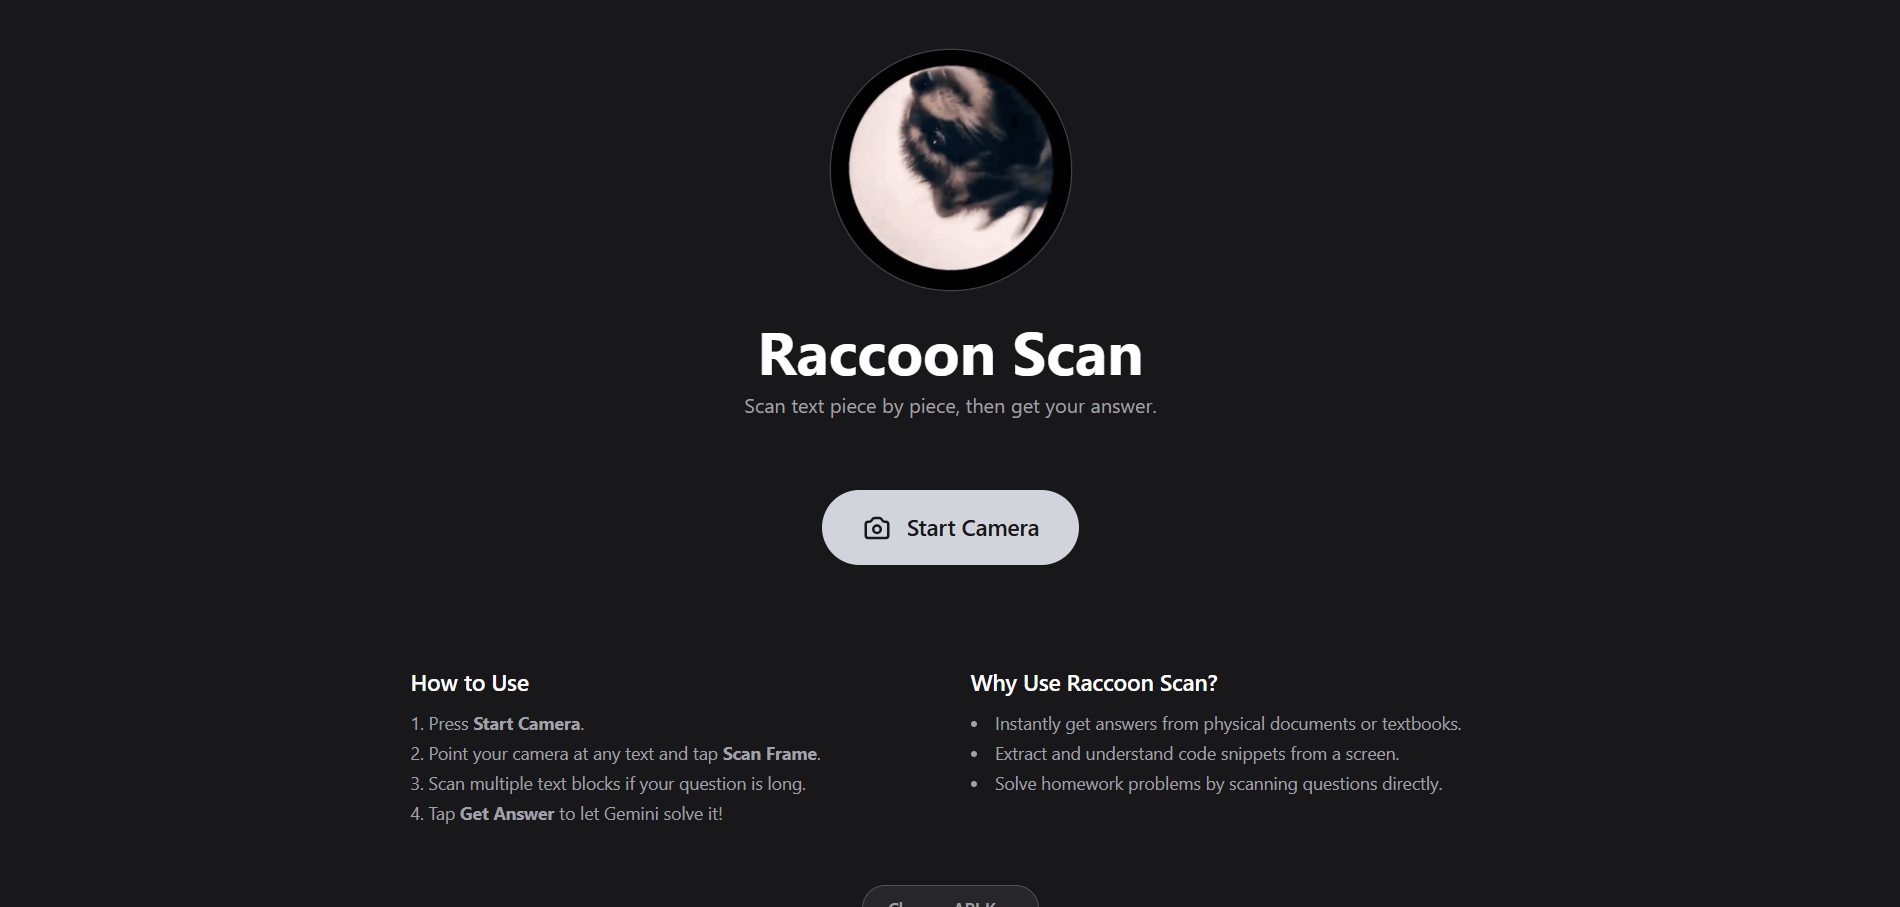 Raccoon Scan
Scan text piece by piece, then get your answer.
Start Camera
How to Use
1. Press Start Camera.
2. Point your camera at any text and tap Scan Frame.
3. Scan multiple text blocks if your question is long.
4. Tap Get Answer to let Gemini solve it!
Why Use Raccoon Scan?
• Instantly get answers from physical documents or textbooks.
• Extract and understand code snippets from a screen.
• Solve homework problems by scanning questions directly.